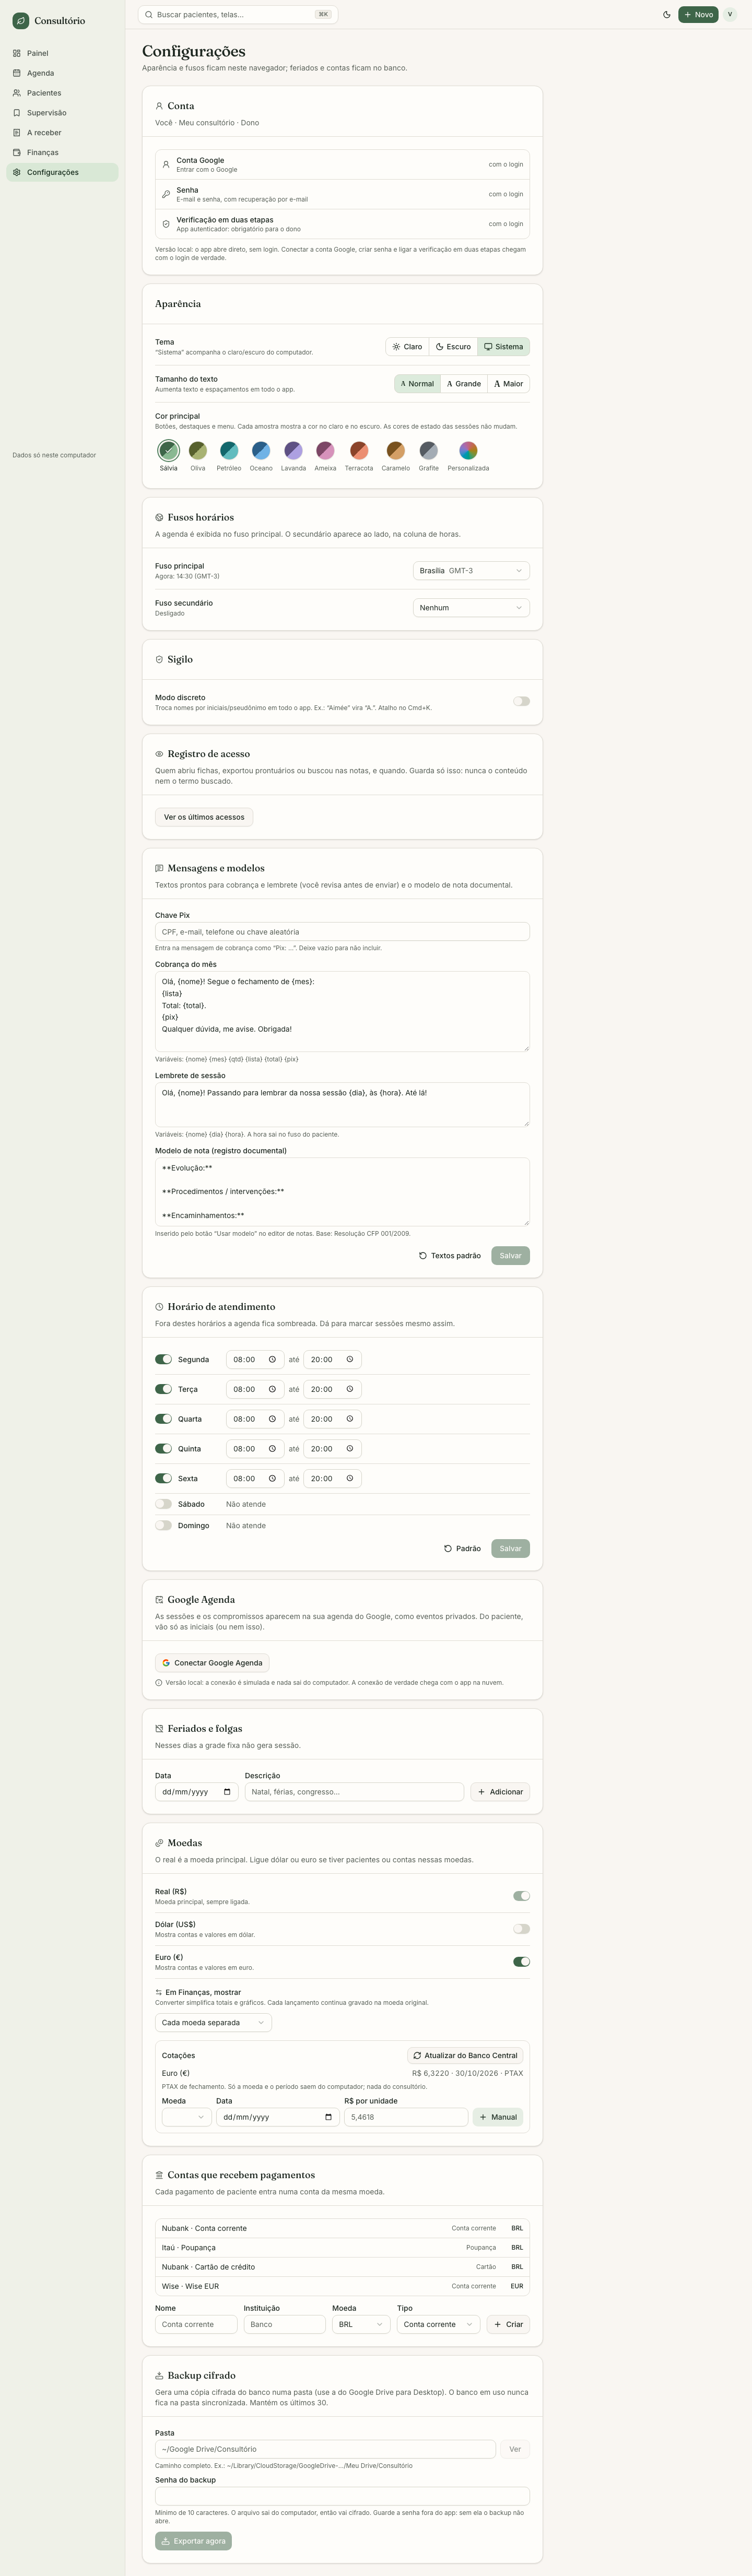 Consultório
Buscar pacientes, telas...
⌘K
Novo
V
Painel
Agenda
Pacientes
Supervisão
A receber
Finanças
Configurações
Dados só neste computador
Configurações
Aparência e fusos ficam neste navegador; feriados e contas ficam no banco.
Conta
Você · Meu consultório · Dono
Conta Google
Entrar com o Google
com o login
Senha
E-mail e senha, com recuperação por e-mail
com o login
Verificação em duas etapas
App autenticador: obrigatório para o dono
com o login
Versão local: o app abre direto, sem login. Conectar a conta Google, criar senha e ligar a verificação em duas etapas chegam
com o login de verdade.
Aparência
Tema
"Sistema" acompanha o claro/escuro do computador.
Claro
Escuro
Sistema
Tamanho do texto
Aumenta texto e espaçamentos em todo o app.
A Normal
A Grande
A Maior
Cor principal
Botões, destaques e menu. Cada amostra mostra a cor no claro e no escuro. As cores de estado das sessões não mudam.
Sálvia
Oliva
Petróleo
Oceano
Lavanda
Ameixa
Terracota
Caramelo
Grafite
Personalizada
Fusos horários
A agenda é exibida no fuso principal. O secundário aparece ao lado, na coluna de horas.
Fuso principal
Agora: 14:30 (GMT-3)
Brasília GMT-3
Fuso secundário
Desligado
Nenhum
Sigilo
Modo discreto
Troca nomes por iniciais/pseudônimo em todo o app. Ex.: "Aimée" vira "A.". Atalho no Cmd+K.
Registro de acesso
Quem abriu fichas, exportou prontuários ou buscou nas notas, e quando. Guarda só isso: nunca o conteúdo
nem o termo buscado.
Ver os últimos acessos
Mensagens e modelos
Textos prontos para cobrança e lembrete (você revisa antes de enviar) e o modelo de nota documental.
Chave Pix
CPF, e-mail, telefone ou chave aleatória
Entra na mensagem de cobrança como "Pix: ...". Deixe vazio para não incluir.
Cobrança do mês
Olá, {nome}! Segue o fechamento de {mes}:
{lista}
Total: {total}.
{pix}
Qualquer dúvida, me avise. Obrigada!
Variáveis: {nome} {mes} {qtd} {lista} {total} {pix}
Lembrete de sessão
Olá, {nome}! Passando para lembrar da nossa sessão {dia}, às {hora}. Até lá!
Variáveis: {nome} {dia} {hora}. A hora sai no fuso do paciente.
Modelo de nota (registro documental)
**Evolução:**
**Procedimentos / intervenções:**
**Encaminhamentos:**
Inserido pelo botão "Usar modelo" no editor de notas. Base: Resolução CFP 001/2009.
Textos padrão
Salvar
Horário de atendimento
Fora destes horários a agenda fica sombreada. Dá para marcar sessões mesmo assim.
Segunda 08:00 até 20:00
Terça 08:00 até 20:00
Quarta 08:00 até 20:00
Quinta 08:00 até 20:00
Sexta 08:00 até 20:00
Sábado Não atende
Domingo Não atende
Padrão
Salvar
Google Agenda
As sessões e os compromissos aparecem na sua agenda do Google, como eventos privados. Do paciente,
vão só as iniciais (ou nem isso).
Conectar Google Agenda
Versão local: a conexão é simulada e nada sai do computador. A conexão de verdade chega com o app na nuvem.
Feriados e folgas
Nesses dias a grade fixa não gera sessão.
Data
Descrição
dd/mm/yyyy
Natal, férias, congresso...
Adicionar
Moedas
O real é a moeda principal. Ligue dólar ou euro se tiver pacientes ou contas nessas moedas.
Real (R$)
Moeda principal, sempre ligada.
Dólar (US$)
Mostra contas e valores em dólar.
Euro (€)
Mostra contas e valores em euro.
Em Finanças, mostrar
Converter simplifica totais e gráficos. Cada lançamento continua gravado na moeda original.
Cada moeda separada
Cotações
Atualizar do Banco Central
Euro (€)
R$ 6,3220 · 30/10/2026 · PTAX
PTAX de fechamento. Só a moeda e o período saem do computador; nada do consultório.
Moeda
Data
R$ por unidade
dd/mm/yyyy
5,4618
Manual
Contas que recebem pagamentos
Cada pagamento de paciente entra numa conta da mesma moeda.
Nubank · Conta corrente Conta corrente BRL
Itaú · Poupança Poupança BRL
Nubank · Cartão de crédito Cartão BRL
Wise · Wise EUR Conta corrente EUR
Nome
Instituição
Moeda
Tipo
Conta corrente
Banco
BRL
Conta corrente
Criar
Backup cifrado
Gera uma cópia cifrada do banco numa pasta (use a do Google Drive para Desktop). O banco em uso nunca
fica na pasta sincronizada. Mantém os últimos 30.
Pasta
~/Google Drive/Consultório
Ver
Caminho completo. Ex.: ~/Library/CloudStorage/GoogleDrive-.../Meu Drive/Consultório
Senha do backup
Mínimo de 10 caracteres. O arquivo sai do computador, então vai cifrado. Guarde a senha fora do app: sem ela o backup não
abre.
Exportar agora